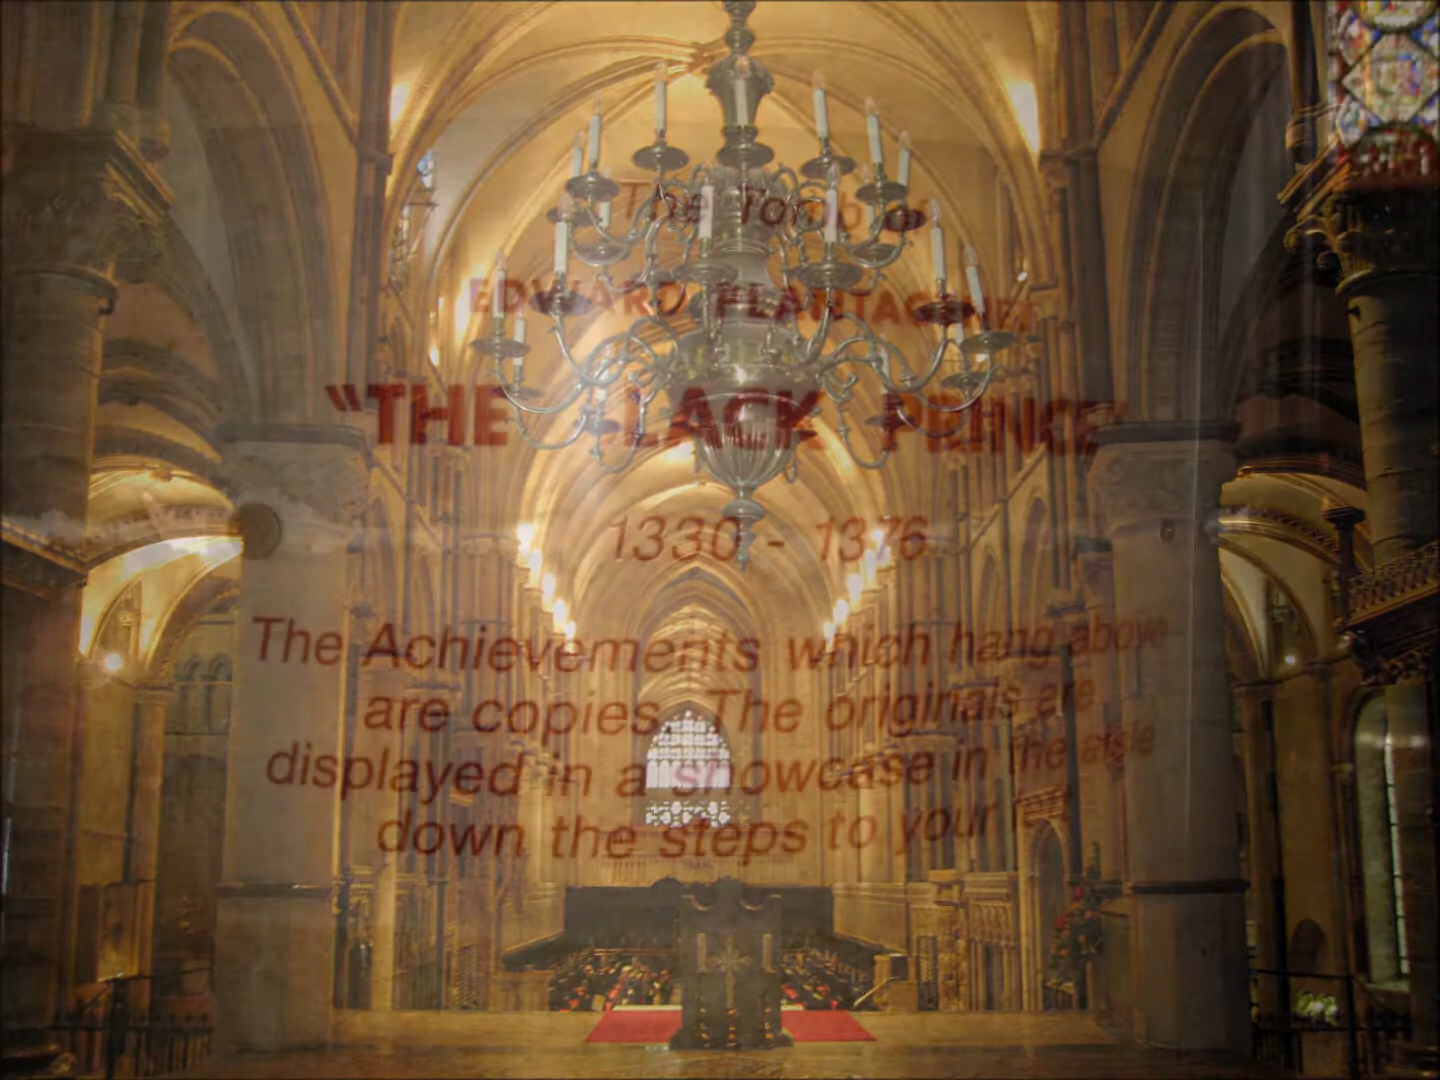 The Tomb of
EDWARD PLANTAGENET
"THE BLACK PRINCE"
1330 - 1376
The Achievements which hang above
are copies. The originals are
displayed in a showcase in the aisle
down the steps to your